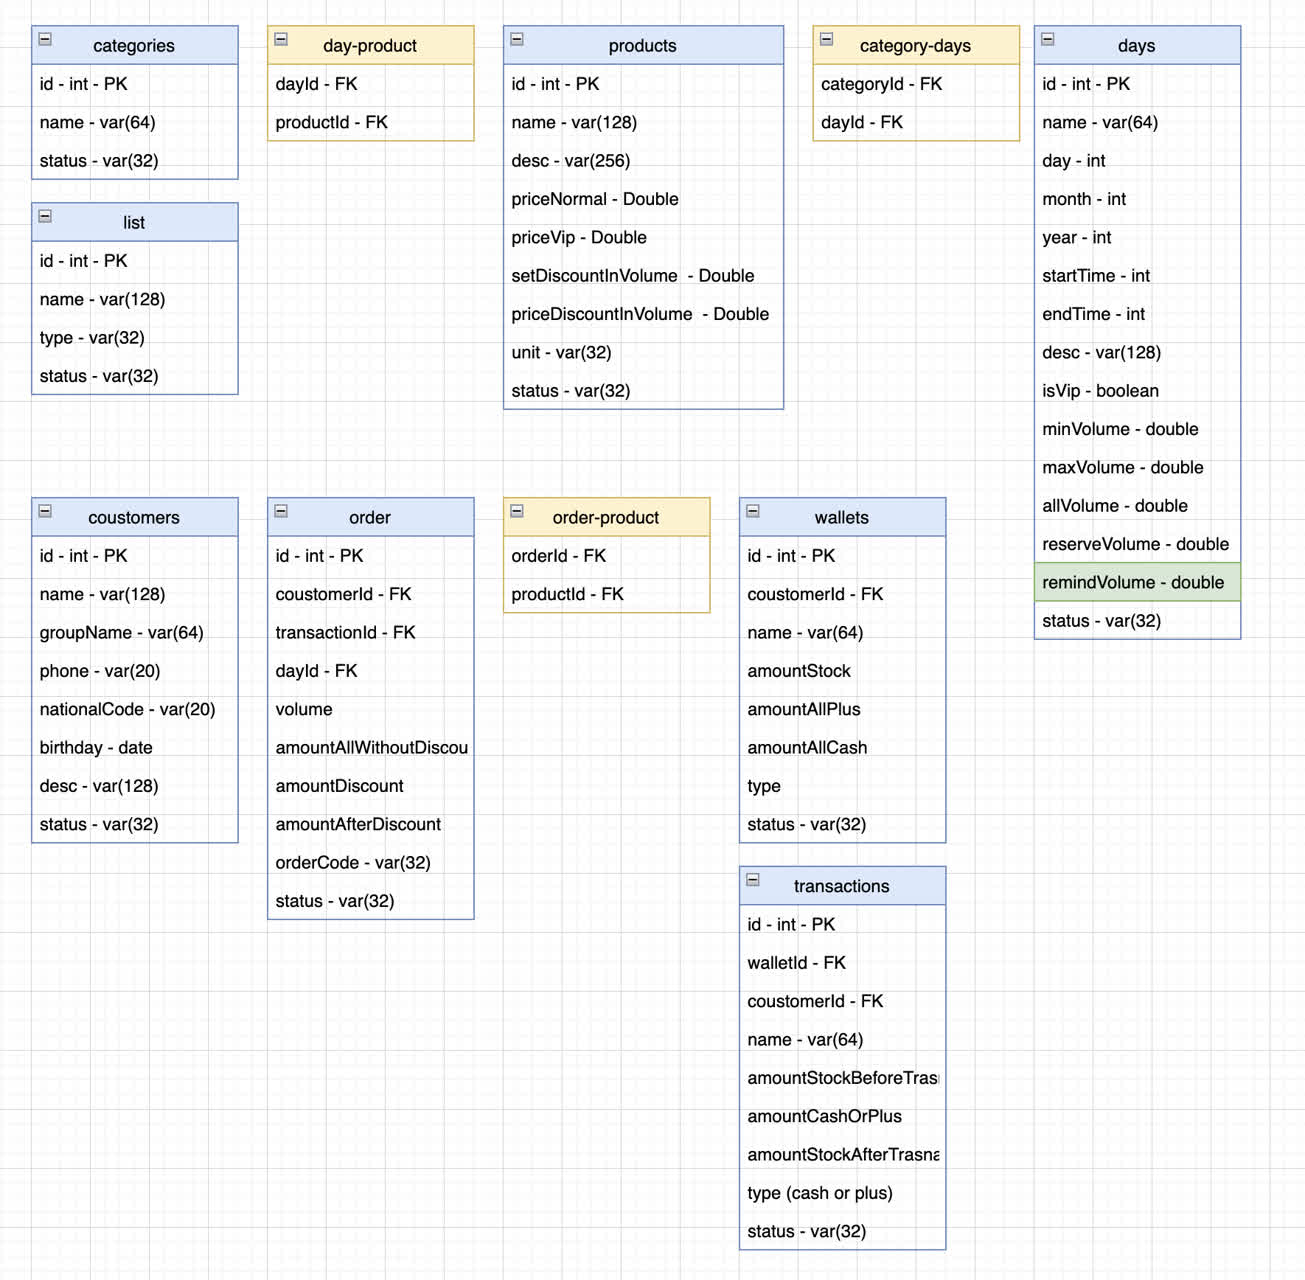 categories
id - int - PK
name - var(64)
status - var(32)
list
id - int - PK
name - var(128)
type - var(32)
status - var(32)
day-product
dayId - FK
productId - FK
products
id - int - PK
name - var(128)
desc - var(256)
priceNormal - Double
priceVip - Double
setDiscountInVolume - Double
priceDiscountInVolume - Double
unit - var(32)
status - var(32)
category-days
categoryId - FK
dayId - FK
days
id - int - PK
name - var(64)
day - int
month - int
year - int
startTime - int
endTime - int
desc - var(128)
isVip - boolean
minVolume - double
maxVolume - double
allVolume - double
reserveVolume - double
remindVolume - double
status - var(32)
coustomers
id - int - PK
name - var(128)
groupName - var(64)
phone - var(20)
nationalCode - var(20)
birthday - date
desc - var(128)
status - var(32)
order
id - int - PK
coustomerId - FK
transactionId - FK
dayId - FK
volume
amountAllWithoutDiscou
amountDiscount
amountAfterDiscount
orderCode - var(32)
status - var(32)
order-product
orderId - FK
productId - FK
wallets
id - int - PK
coustomerId - FK
name - var(64)
amountStock
amountAllPlus
amountAllCash
type
status - var(32)
transactions
id - int - PK
walletId - FK
coustomerId - FK
name - var(64)
amountStockBeforeTras
amountCashOrPlus
amountStockAfterTrasna
type (cash or plus)
status - var(32)